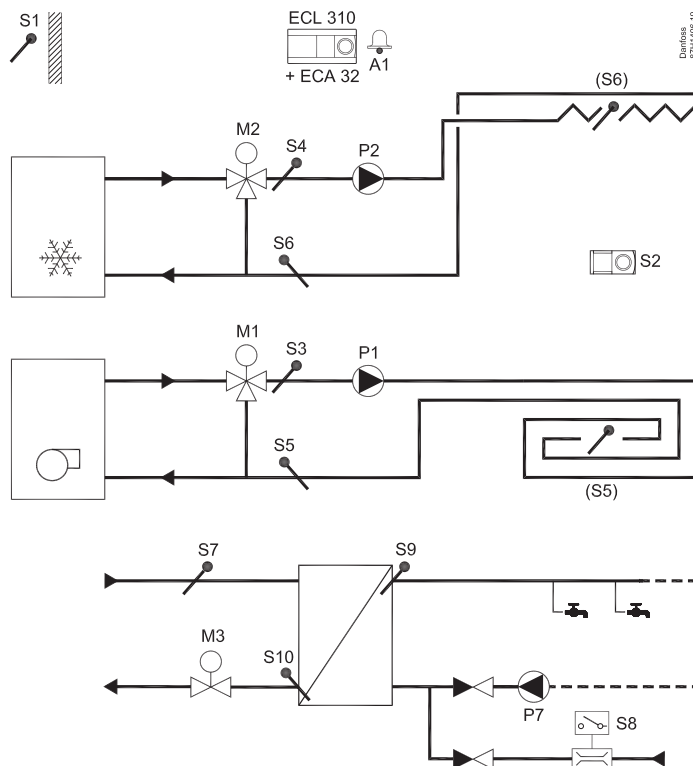 S1
ECL 310
+ ECA 32
A1
Danfoss
(S6)
M2
S4
P2
S6
S2
M1
S3
P1
S5
(S5)
S7
S9
M3
S10
P7
S8